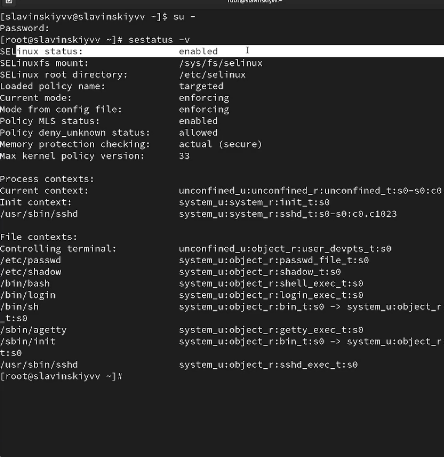 [slavinskiyvv@slavinskiyvv ~]$ su -
Password:
[root@slavinskiyvv ~]# sestatus -v
SELinux status: enabled
SELinuxfs mount: /sys/fs/selinux
SELinux root directory: /etc/selinux
Loaded policy name: targeted
Current mode: enforcing
Mode from config file: enforcing
Policy MLS status: enabled
Policy deny_unknown status: allowed
Memory protection checking: actual (secure)
Max kernel policy version: 33
Process contexts:
Current context: unconfined_u:unconfined_r:unconfined_t:s0-s0:c0
Init context: system_u:system_r:init_t:s0
/usr/sbin/sshd system_u:system_r:sshd_t:s0-s0:c0.c1023
File contexts:
Controlling terminal: unconfined_u:object_r:user_devpts_t:s0
/etc/passwd system_u:object_r:passwd_file_t:s0
/etc/shadow system_u:object_r:shadow_t:s0
/bin/bash system_u:object_r:shell_exec_t:s0
/bin/login system_u:object_r:login_exec_t:s0
/bin/sh system_u:object_r:bin_t:s0 -> system_u:object_r
_t:s0
/sbin/agetty system_u:object_r:getty_exec_t:s0
/sbin/init system_u:object_r:bin_t:s0 -> system_u:object_r
t:s0
/usr/sbin/sshd system_u:object_r:sshd_exec_t:s0
[root@slavinskiyvv ~]#